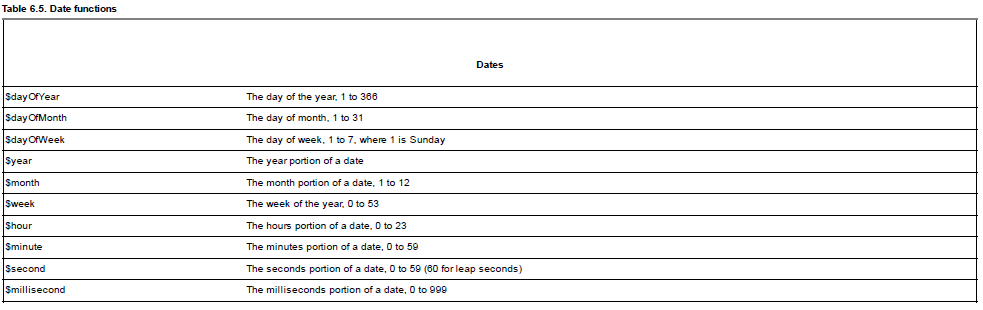 Table 6.5. Date functions
Dates
$dayOfYear The day of the year, 1 to 366
$dayOfMonth The day of month, 1 to 31
$dayOfWeek The day of week, 1 to 7, where 1 is Sunday
$year The year portion of a date
$month The month portion of a date, 1 to 12
$week The week of the year, 0 to 53
$hour The hours portion of a date, 0 to 23
$minute The minutes portion of a date, 0 to 59
$second The seconds portion of a date, 0 to 59 (60 for leap seconds)
$millisecond The milliseconds portion of a date, 0 to 999